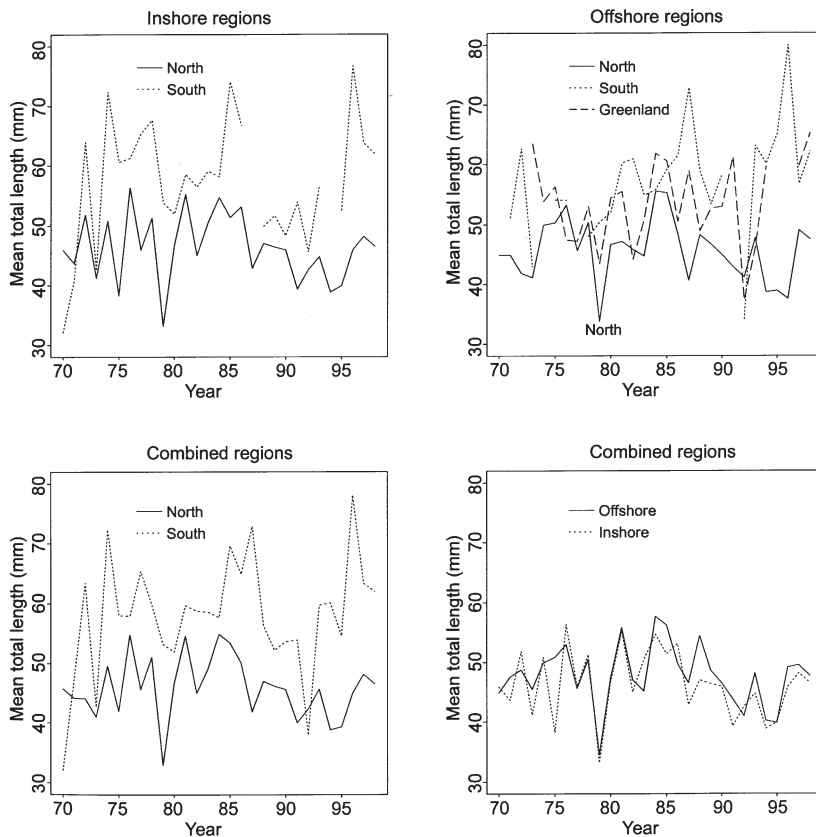 Inshore regions
North
South
Mean total length (mm)
80
70
60
50
40
30
70 75 80 85 90 95
Year
Offshore regions
North
South
Greenland
North
Mean total length (mm)
80
70
60
50
40
30
70 75 80 85 90 95
Year
Combined regions
North
South
Mean total length (mm)
80
70
60
50
40
30
70 75 80 85 90 95
Year
Combined regions
Offshore
Inshore
Mean total length (mm)
80
70
60
50
40
30
70 75 80 85 90 95
Year